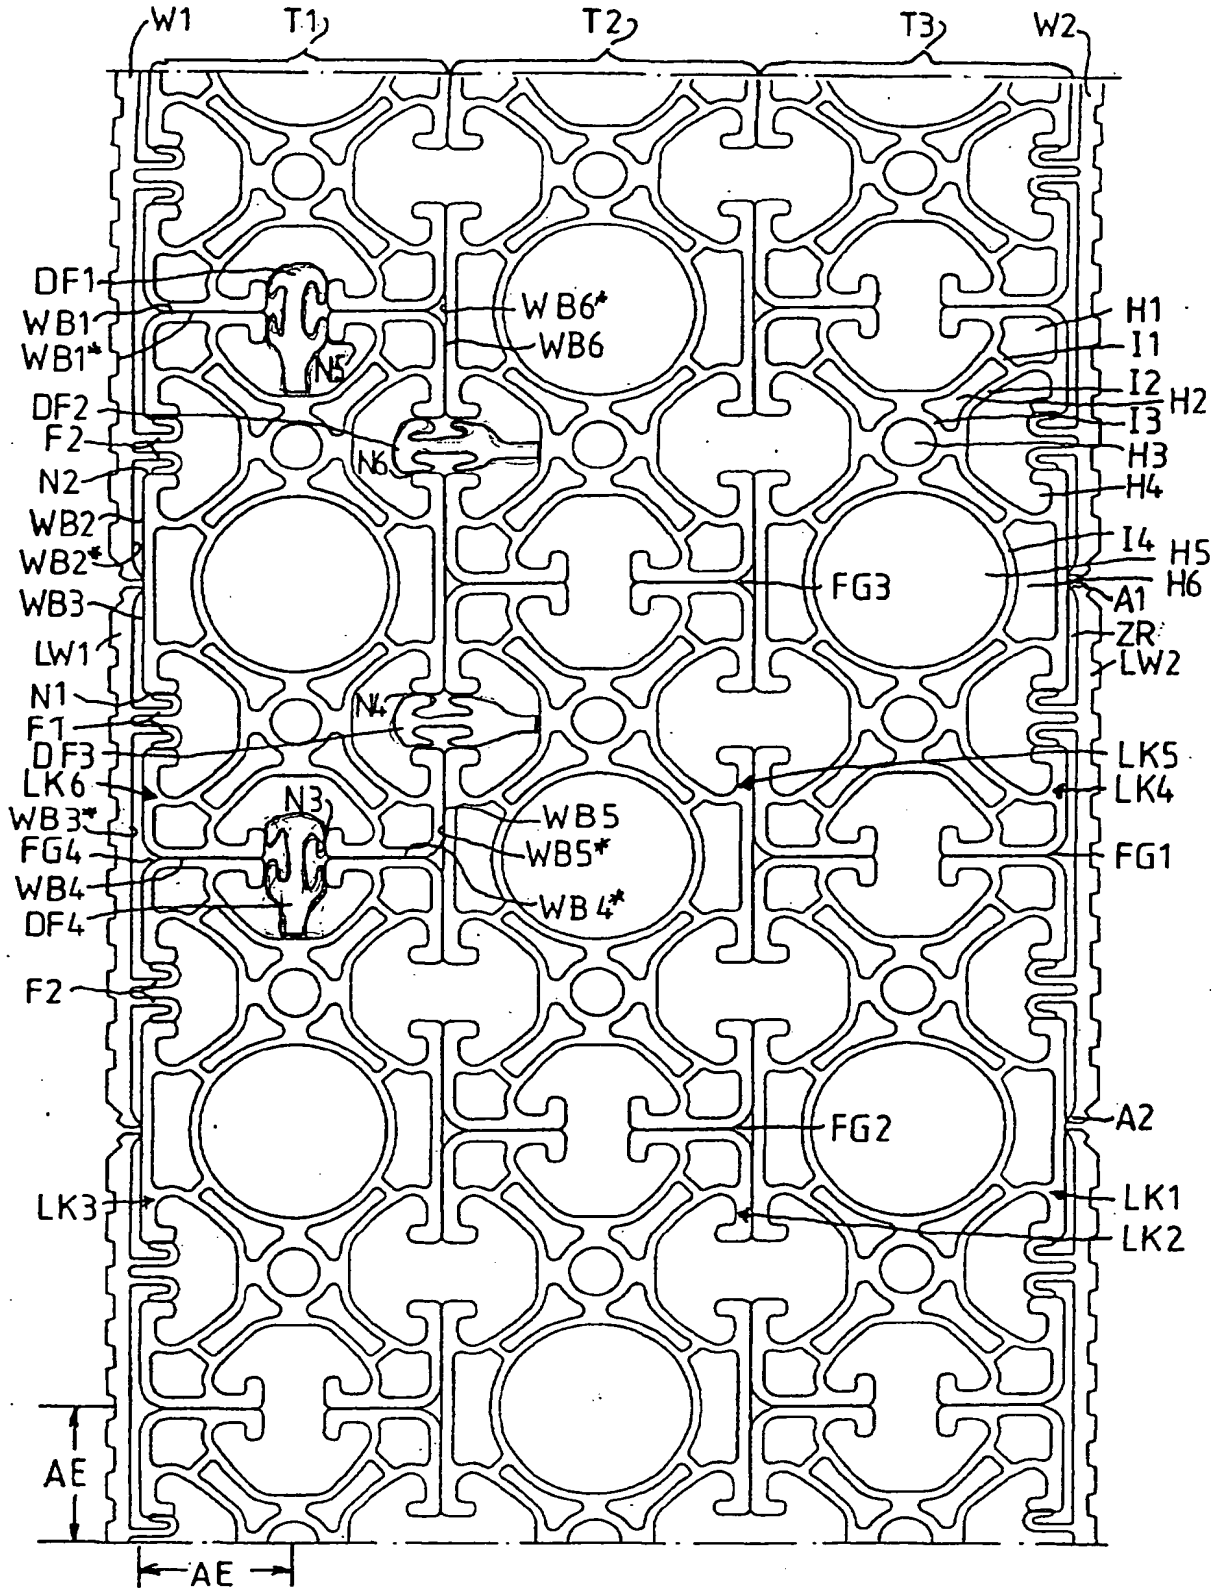 W1 T1 T2 T3 W2
DF1
WB1
WB1*
N5
DF2
F2
N6
N2
WB2
WB2*
WB3
LW1
N1
N4
F1
DF3
LK6
N3
WB3*
FG4
WB4
DF4
F2
LK3
AE
AE
WB6*
WB6
FG3
WB5
WB5*
WB4*
FG2
H1
I1
I2
H2
I3
H3
H4
I4
H5
H6
A1
ZR
LW2
LK5
LK4
FG1
A2
LK1
LK2